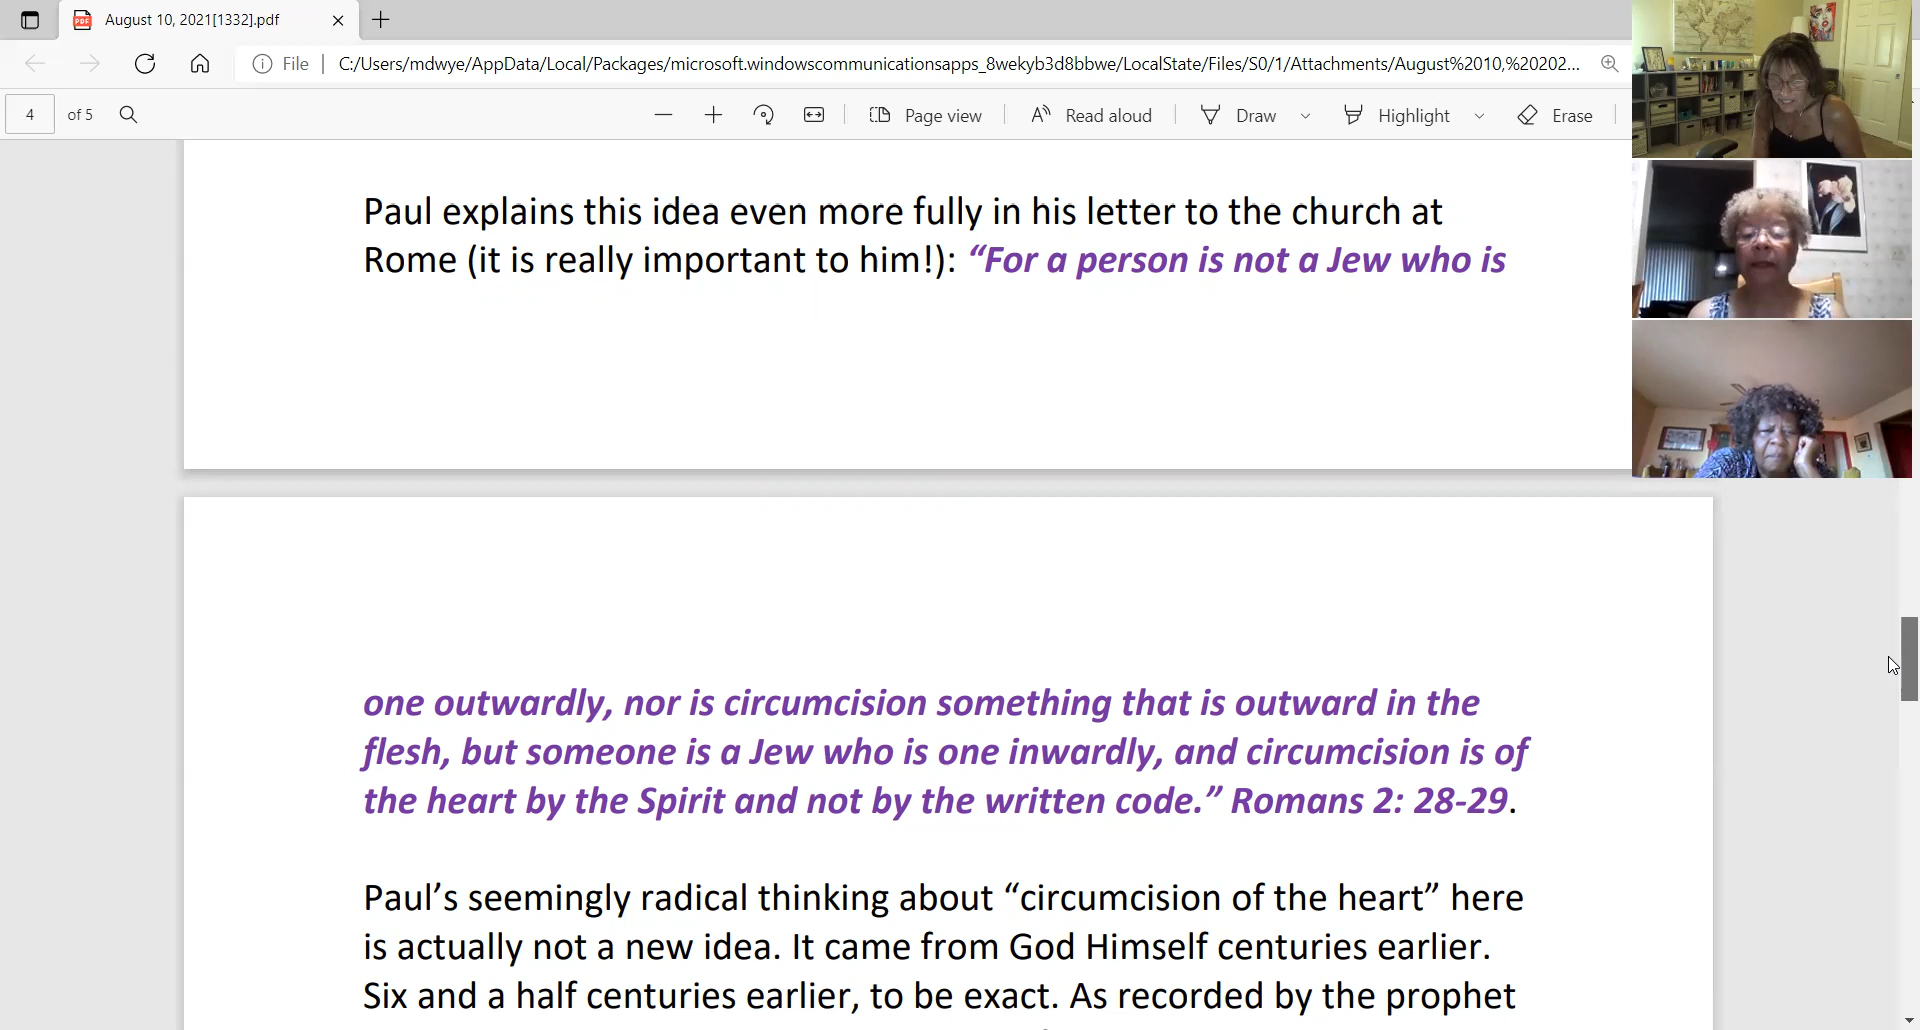 August 10, 2021[1332].pdf
File
C:/Users/mdwye/AppData/Local/Packages/microsoft.windowscommunicationsapps_8wekyb3d8bbwe/LocalState/Files/S0/1/Attachments/August%2010,%20202...
4 of 5
Page view
Read aloud
Draw
Highlight
Erase
Paul explains this idea even more fully in his letter to the church at
Rome (it is really important to him!): “For a person is not a Jew who is
one outwardly, nor is circumcision something that is outward in the
flesh, but someone is a Jew who is one inwardly, and circumcision is of
the heart by the Spirit and not by the written code.” Romans 2: 28-29.
Paul’s seemingly radical thinking about “circumcision of the heart” here
is actually not a new idea. It came from God Himself centuries earlier.
Six and a half centuries earlier, to be exact. As recorded by the prophet